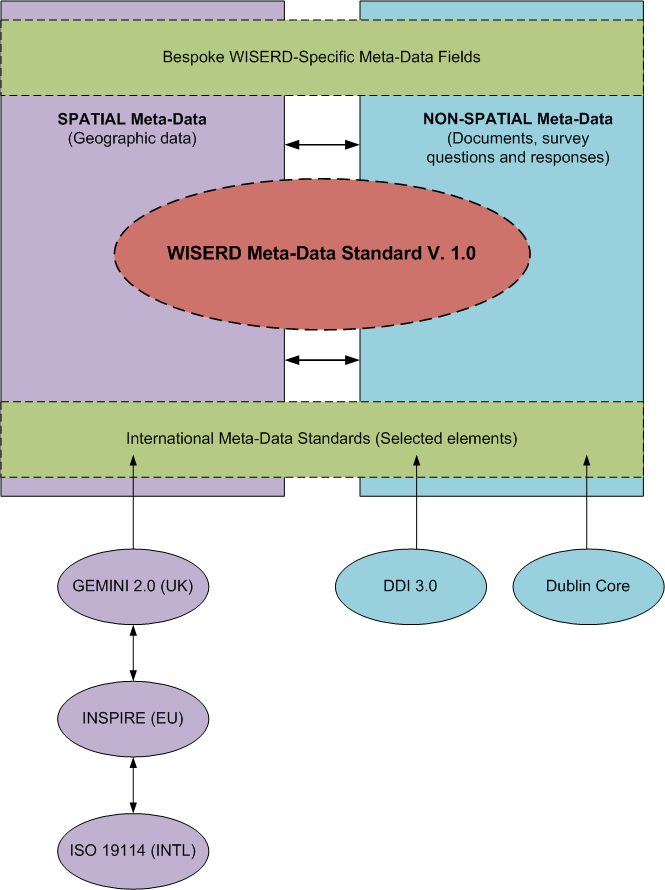 Bespoke WISERD-Specific Meta-Data Fields
SPATIAL Meta-Data
(Geographic data)
NON-SPATIAL Meta-Data
(Documents, survey
questions and responses)
WISERD Meta-Data Standard V. 1.0
International Meta-Data Standards (Selected elements)
GEMINI 2.0 (UK)
DDI 3.0
Dublin Core
INSPIRE (EU)
ISO 19114 (INTL)